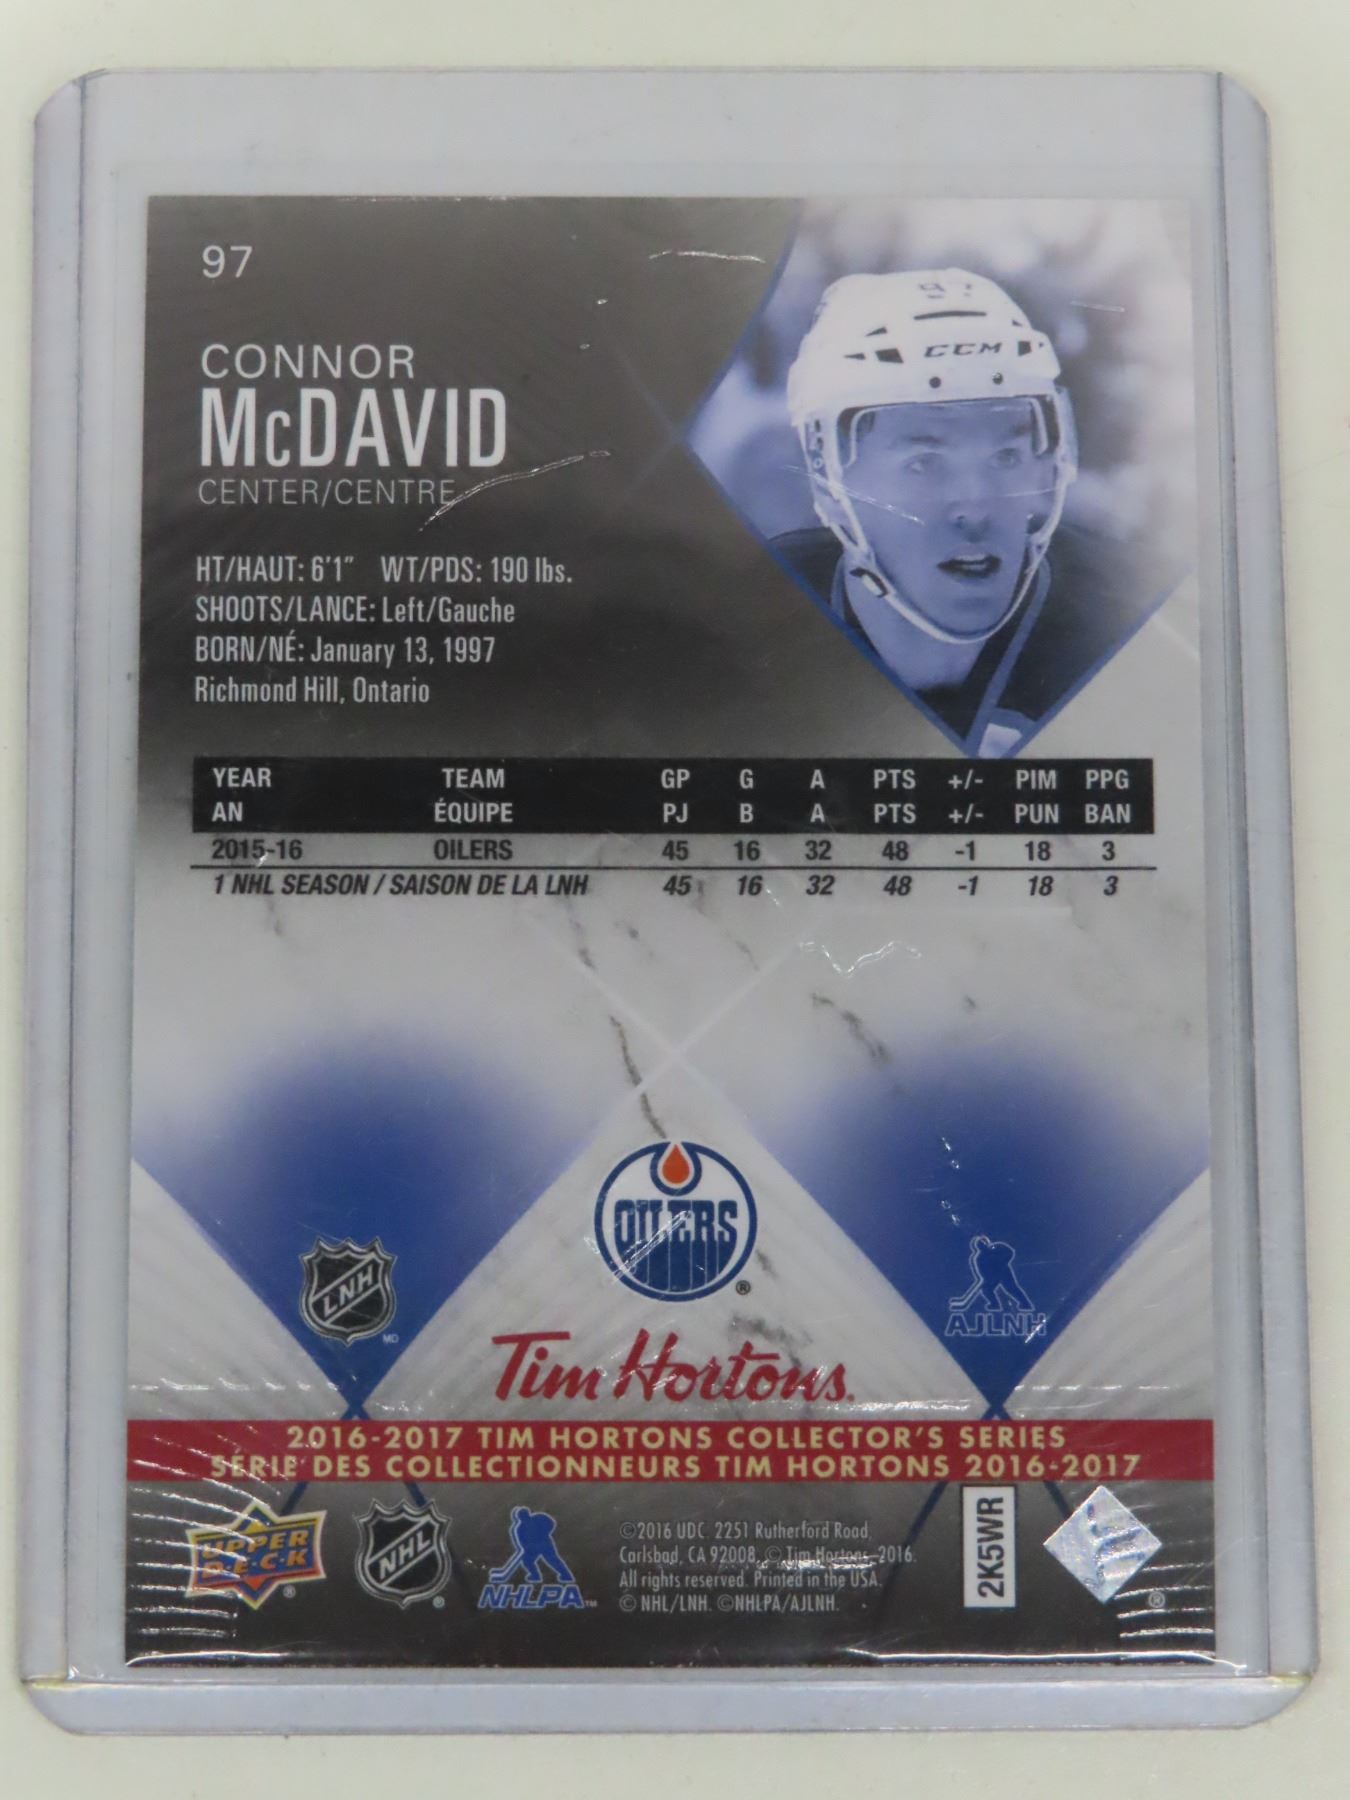 97
CONNOR
McDAVID
CENTER/CENTRE
HT/HAUT: 6'1" WT/PDS: 190 lbs.
SHOOTS/LANCE: Left/Gauche
BORN/NÉ: January 13, 1997
Richmond Hill, Ontario
97
CCM
YEAR TEAM GP G A PTS +/- PIM PPG
AN ÉQUIPE PJ B A PTS +/- PUN BAN
2015-16 OILERS 45 16 32 48 -1 18 3
1 NHL SEASON / SAISON DE LA LNH 45 16 32 48 -1 18 3
OILERS ®
LNH MD
AJLNH
Tim Hortons.
2016-2017 TIM HORTONS COLLECTOR'S SERIES
SÉRIE DES COLLECTIONNEURS TIM HORTONS 2016-2017
UPPER
D·E·C·K ®
NHL ®
NHLPA ™
©2016 UDC. 2251 Rutherford Road,
Carlsbad, CA 92008. © Tim Hortons, 2016.
All rights reserved. Printed in the USA.
© NHL/LNH. ©NHLPA/AJLNH.
2K5WR
®